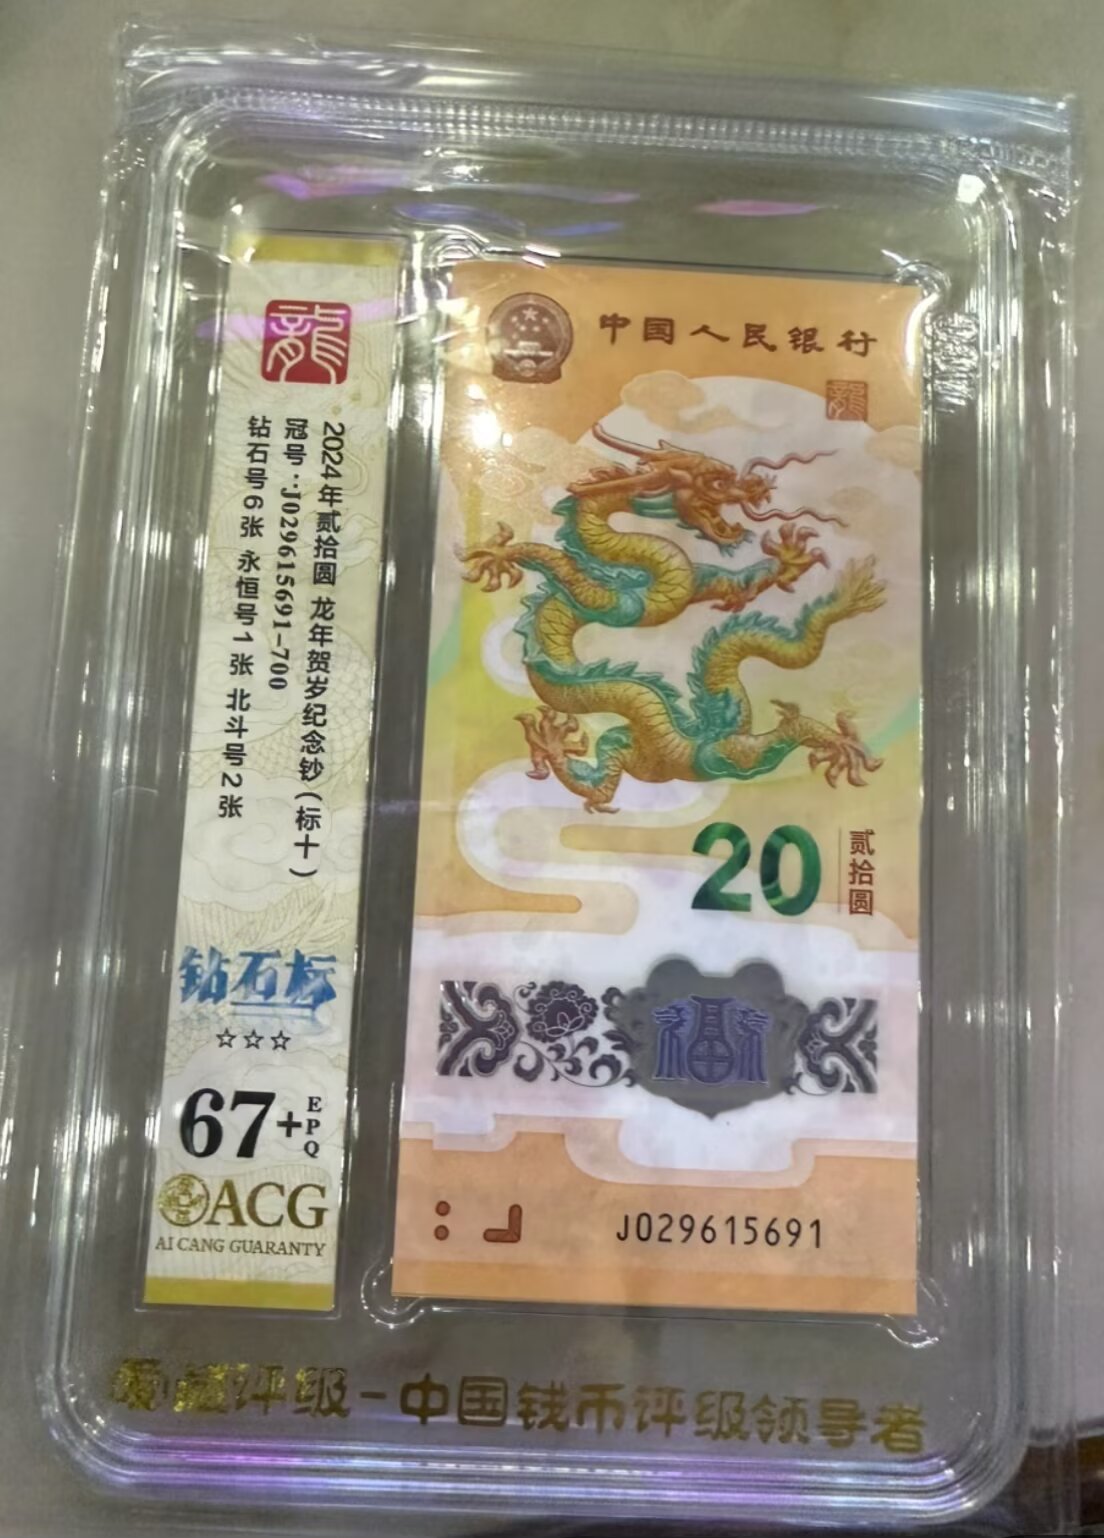 龍
2024年贰拾圆 龙年贺岁纪念钞(标十)
冠号:J029615691-700
钻石号6张 永恒号1张 北斗号2张
钻石标
☆☆☆
67+EPQ
ACG
AI CANG GUARANTY
中国人民银行
龍
20
贰拾圆
福
J029615691
评级-中国钱币评级领导者